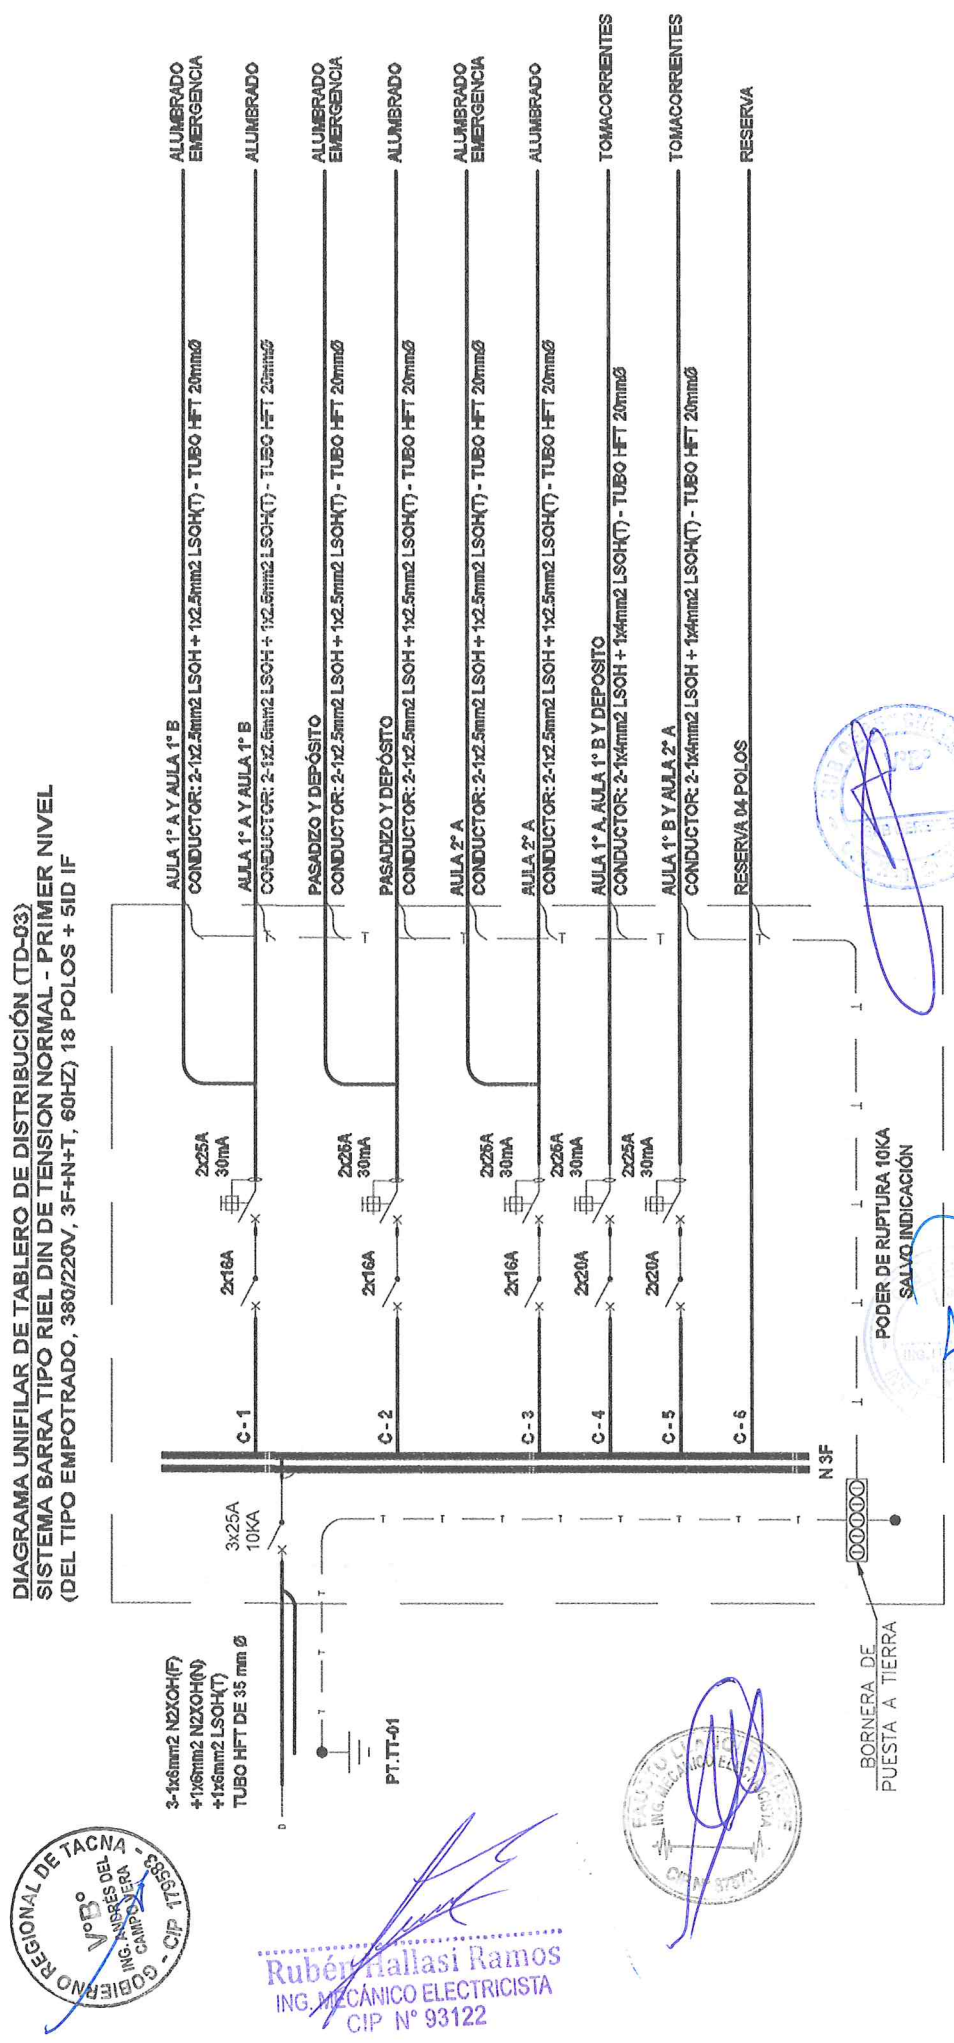 DIAGRAMA UNIFILAR DE TABLERO DE DISTRIBUCIÓN (TD-03)
SISTEMA BARRA TIPO RIEL DIN DE TENSION NORMAL - PRIMER NIVEL
(DEL TIPO EMPOTRADO, 380/220V, 3F+N+T, 60HZ) 18 POLOS + 5ID IF
3-1x6mm2 N2XOH(F)
+1x6mm2 N2XOH(N)
+1x6mm2 LSOH(T)
TUBO HFT DE 35 mm Ø
D
PT.TT-01
3x25A
10KA
N 3F
C - 1
2x16A
2x25A
30mA
AULA 1° A Y AULA 1° B
CONDUCTOR: 2-1x2.5mm2 LSOH + 1x2.5mm2 LSOH(T) - TUBO HFT 20mmØ
ALUMBRADO
EMERGENCIA
AULA 1° A Y AULA 1° B
CONDUCTOR: 2-1x2.5mm2 LSOH + 1x2.5mm2 LSOH(T) - TUBO HFT 20mmØ
ALUMBRADO
C - 2
2x16A
2x25A
30mA
PASADIZO Y DEPÓSITO
CONDUCTOR: 2-1x2.5mm2 LSOH + 1x2.5mm2 LSOH(T) - TUBO HFT 20mmØ
ALUMBRADO
EMERGENCIA
PASADIZO Y DEPÓSITO
CONDUCTOR: 2-1x2.5mm2 LSOH + 1x2.5mm2 LSOH(T) - TUBO HFT 20mmØ
ALUMBRADO
C - 3
2x16A
2x25A
30mA
AULA 2° A
CONDUCTOR: 2-1x2.5mm2 LSOH + 1x2.5mm2 LSOH(T) - TUBO HFT 20mmØ
ALUMBRADO
EMERGENCIA
AULA 2° A
CONDUCTOR: 2-1x2.5mm2 LSOH + 1x2.5mm2 LSOH(T) - TUBO HFT 20mmØ
ALUMBRADO
C - 4
2x20A
2x25A
30mA
AULA 1° A, AULA 1° B Y DEPOSITO
CONDUCTOR: 2-1x4mm2 LSOH + 1x4mm2 LSOH(T) - TUBO HFT 20mmØ
TOMACORRIENTES
C - 5
2x20A
2x25A
30mA
AULA 1° B Y AULA 2° A
CONDUCTOR: 2-1x4mm2 LSOH + 1x4mm2 LSOH(T) - TUBO HFT 20mmØ
TOMACORRIENTES
C - 6
RESERVA 04 POLOS
RESERVA
PODER DE RUPTURA 10KA
SALVO INDICACIÓN
BORNERA DE
PUESTA A TIERRA
GOBIERNO REGIONAL DE TACNA
V°B°
ING. ANDRÉS DEL
CAMPO VERA
CIP 179583
Rubén Hallasi Ramos
ING. MECÁNICO ELECTRICISTA
CIP N° 93122
ING. MECÁNICO ELECTRICISTA